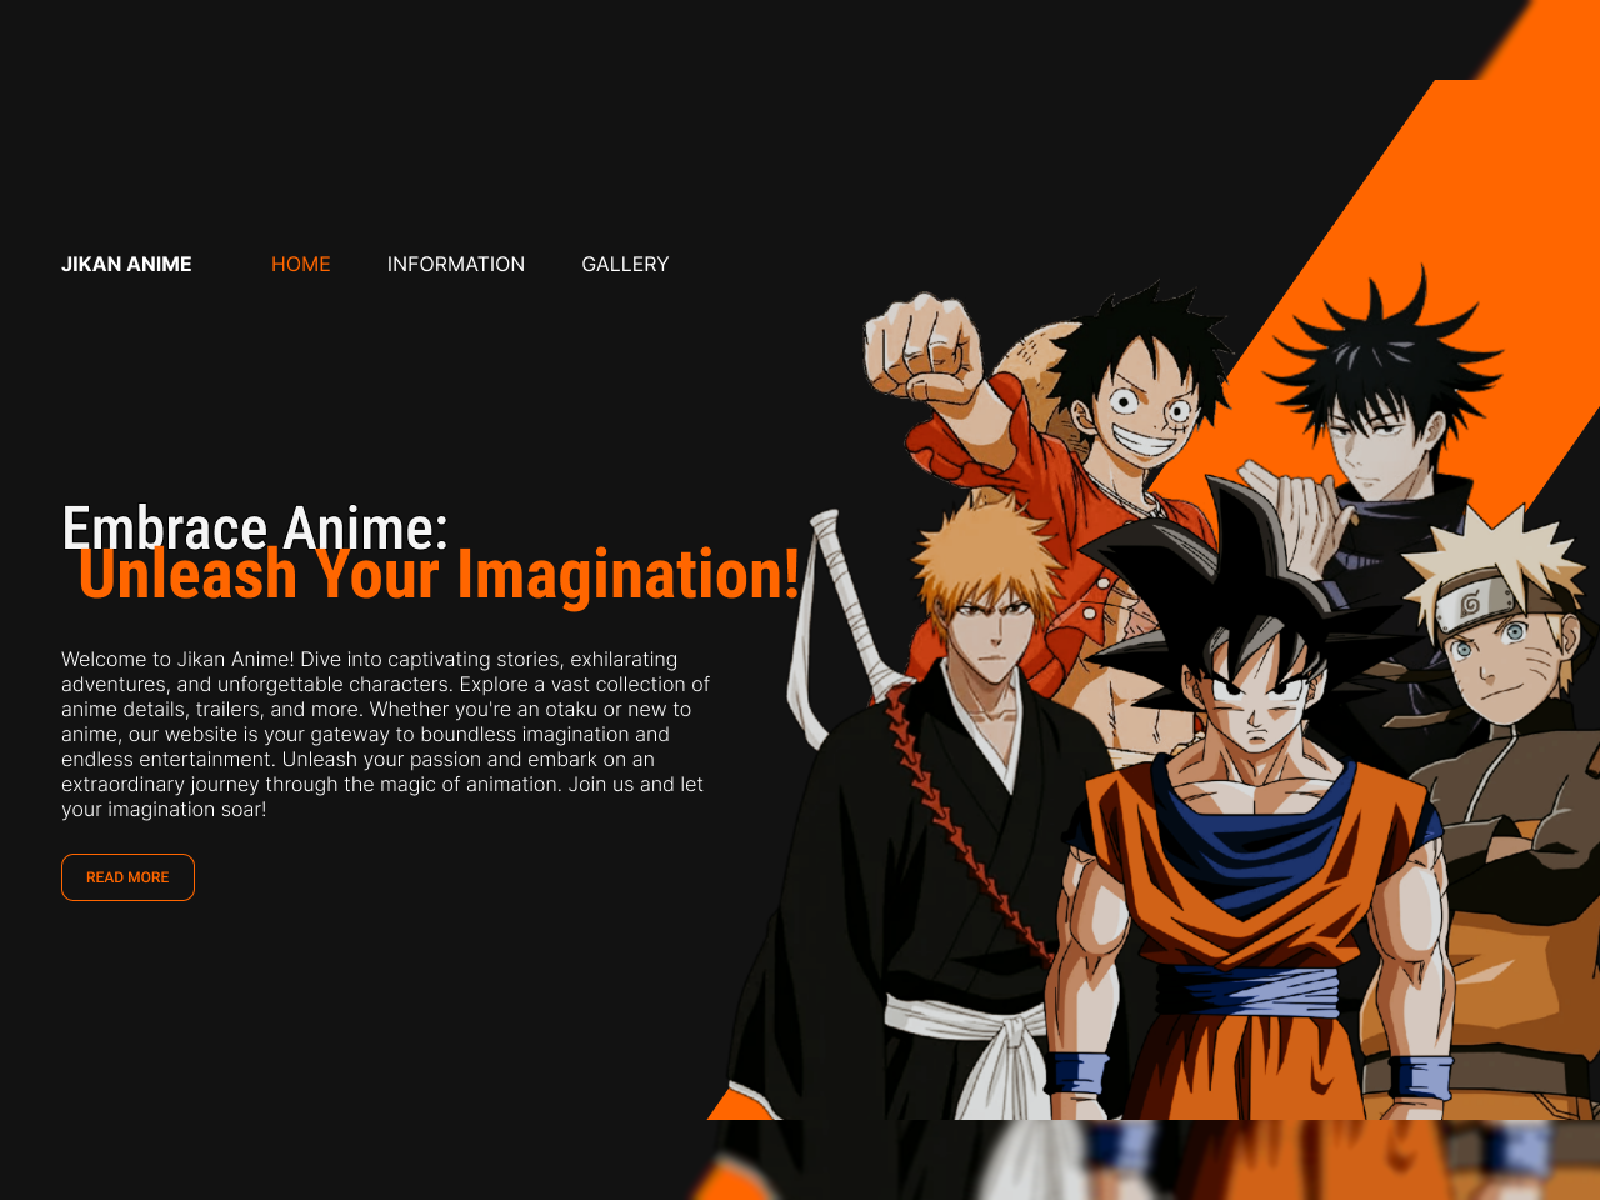 JIKAN ANIME HOME INFORMATION GALLERY
Embrace Anime:
Unleash Your Imagination!
Welcome to Jikan Anime! Dive into captivating stories, exhilarating
adventures, and unforgettable characters. Explore a vast collection of
anime details, trailers, and more. Whether you're an otaku or new to
anime, our website is your gateway to boundless imagination and
endless entertainment. Unleash your passion and embark on an
extraordinary journey through the magic of animation. Join us and let
your imagination soar!
READ MORE